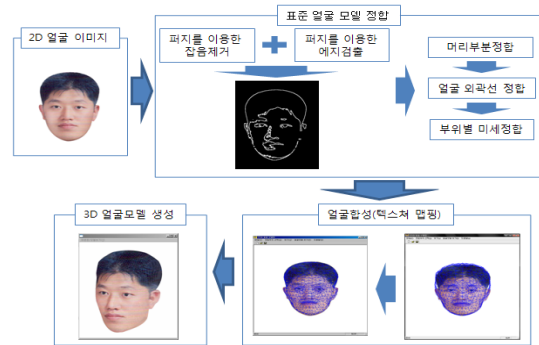 표준 얼굴 모델 정합
2D 얼굴 이미지
퍼지를 이용한
잡음제거
퍼지를 이용한
에지검출
머리부분정합
얼굴 외곽선 정합
부위별 미세정합
3D 얼굴모델 생성
얼굴합성(텍스쳐 맵핑)